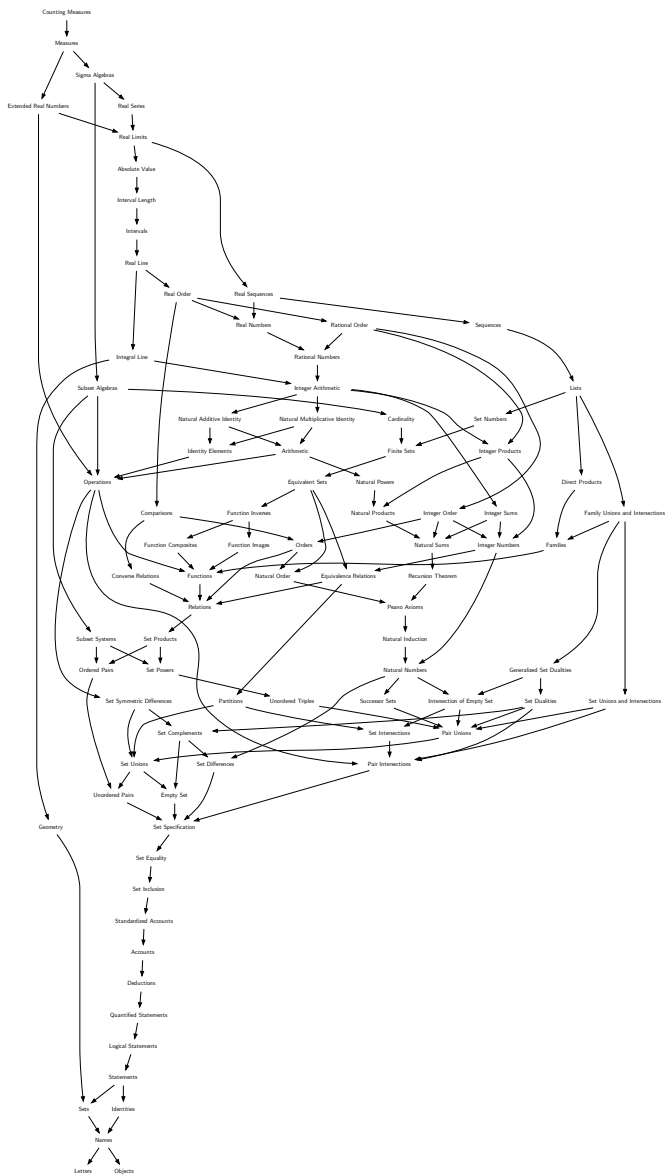 Counting Measures
Measures
Sigma Algebras
Extended Real Numbers
Real Series
Real Limits
Absolute Value
Interval Length
Intervals
Real Line
Real Order
Real Sequences
Real Numbers
Rational Order
Sequences
Integral Line
Rational Numbers
Subset Algebras
Integer Arithmetic
Lists
Natural Additive Identity
Natural Multiplicative Identity
Cardinality
Set Numbers
Identity Elements
Arithmetic
Finite Sets
Integer Products
Operations
Equivalent Sets
Natural Powers
Direct Products
Comparisons
Function Inverses
Natural Products
Integer Order
Integer Sums
Family Unions and Intersections
Function Composites
Function Images
Orders
Natural Sums
Integer Numbers
Families
Converse Relations
Functions
Natural Order
Equivalence Relations
Recursion Theorem
Relations
Peano Axioms
Subset Systems
Set Products
Natural Induction
Ordered Pairs
Set Powers
Natural Numbers
Generalized Set Dualities
Set Symmetric Differences
Partitions
Unordered Triples
Successor Sets
Intersection of Empty Set
Set Dualities
Set Unions and Intersections
Set Complements
Set Intersections
Pair Unions
Set Unions
Set Differences
Pair Intersections
Unordered Pairs
Empty Set
Geometry
Set Specification
Set Equality
Set Inclusion
Standardized Accounts
Accounts
Deductions
Quantified Statements
Logical Statements
Statements
Sets
Identities
Names
Letters
Objects